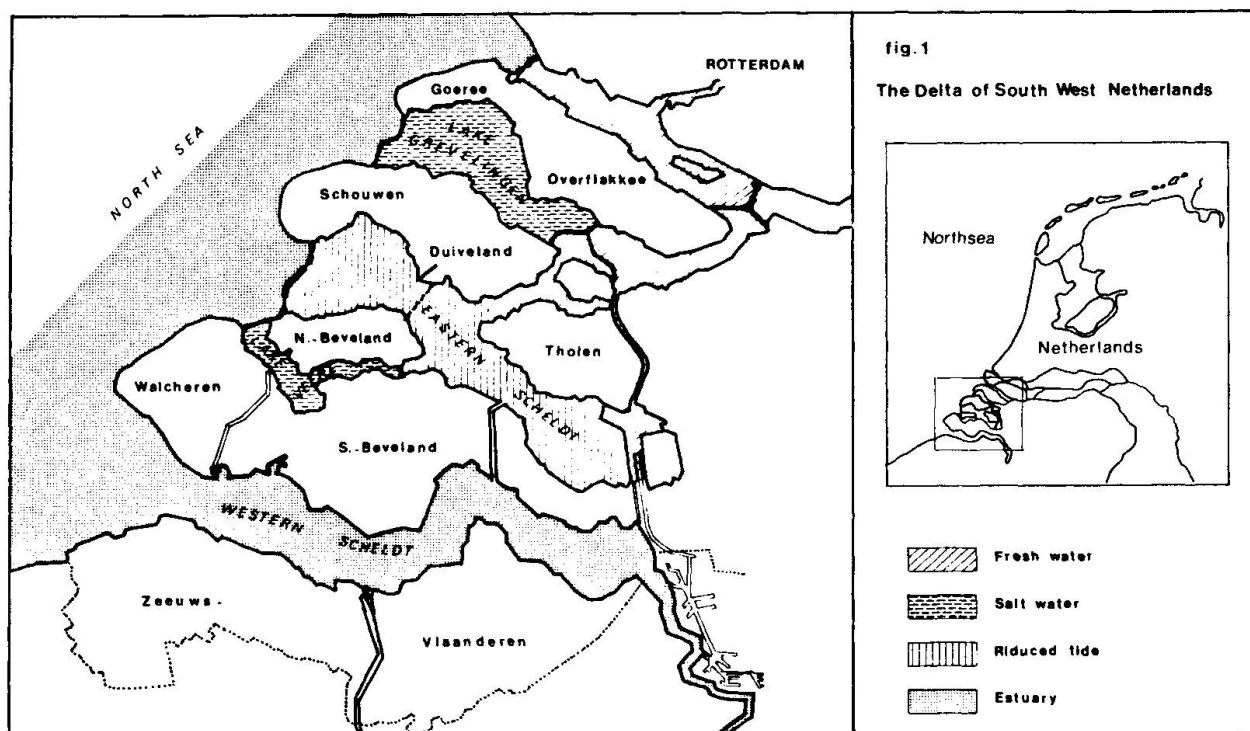 fig.1
The Delta of South West Netherlands
ROTTERDAM
Goeree
LAKE
GREVELINGEN
NORTH SEA
Overflakkee
Schouwen
Duiveland
EASTERN
SCHELDT
N.-Beveland
Tholen
Walcheren
S.-Beveland
WESTERN
SCHELDT
Zeeuws-
Vlaanderen
Northsea
Netherlands
Fresh water
Salt water
Riduced tide
Estuary